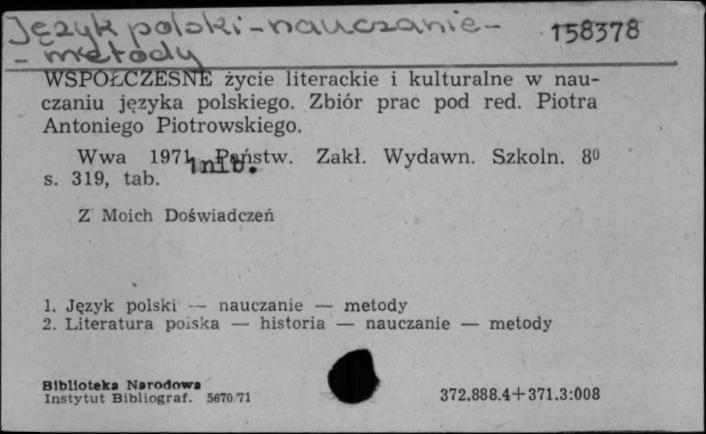 Język polski - nauczanie -
- metody
158378
WSPÓŁCZESNE życie literackie i kulturalne w nau-
czaniu języka polskiego. Zbiór prac pod red. Piotra
Antoniego Piotrowskiego.
Wwa 1971, Państw. Zakł. Wydawn. Szkoln. 8⁰
s. 319, 1 nlb. tab.
Z Moich Doświadczeń
1. Język polski — nauczanie — metody
2. Literatura polska — historia — nauczanie — metody
Biblioteka Narodowa
Instytut Bibliograf. 5670/71
372.888.4+371.3:008